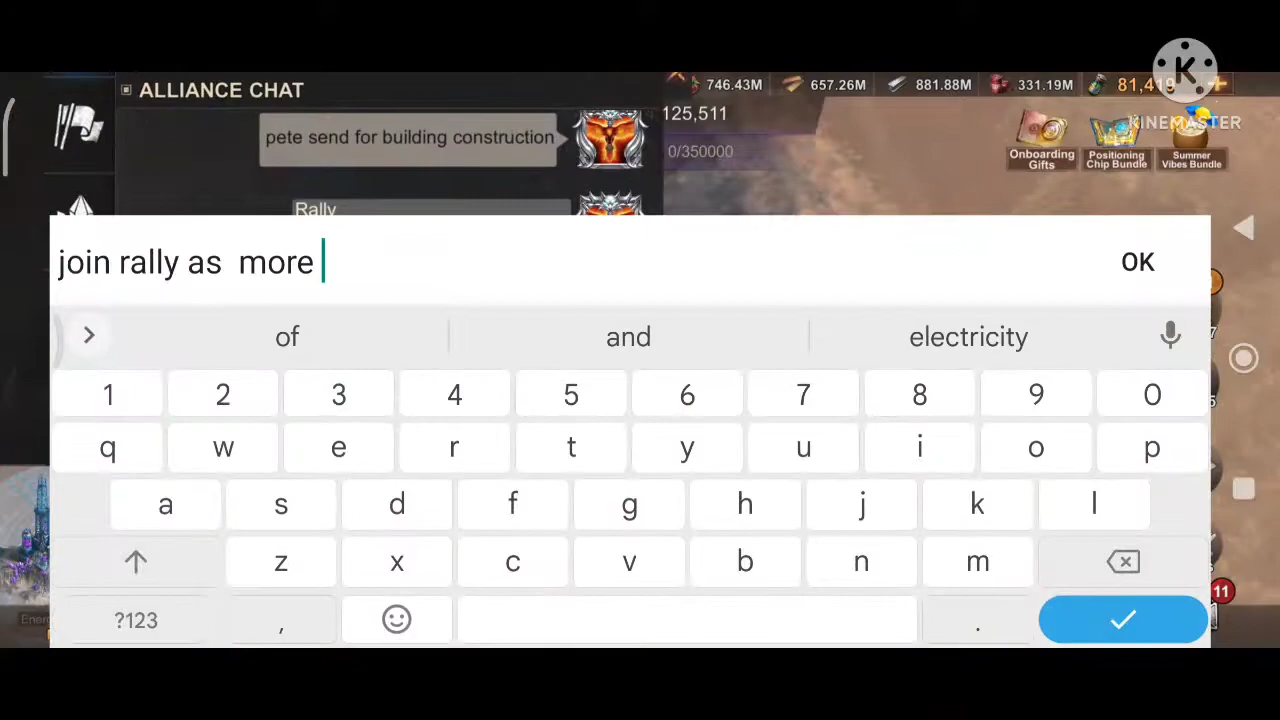 ALLIANCE CHAT
746.43M 657.26M 881.88M 331.19M 81,419
K
KINEMASTER
pete send for building construction
125,511
0/350000
Onboarding Gifts
Positioning Chip Bundle
Summer Vibes Bundle
Rally
join rally as  more
OK
of and electricity
1 2 3 4 5 6 7 8 9 0
q w e r t y u i o p
a s d f g h j k l
z x c v b n m
11
?123 , .